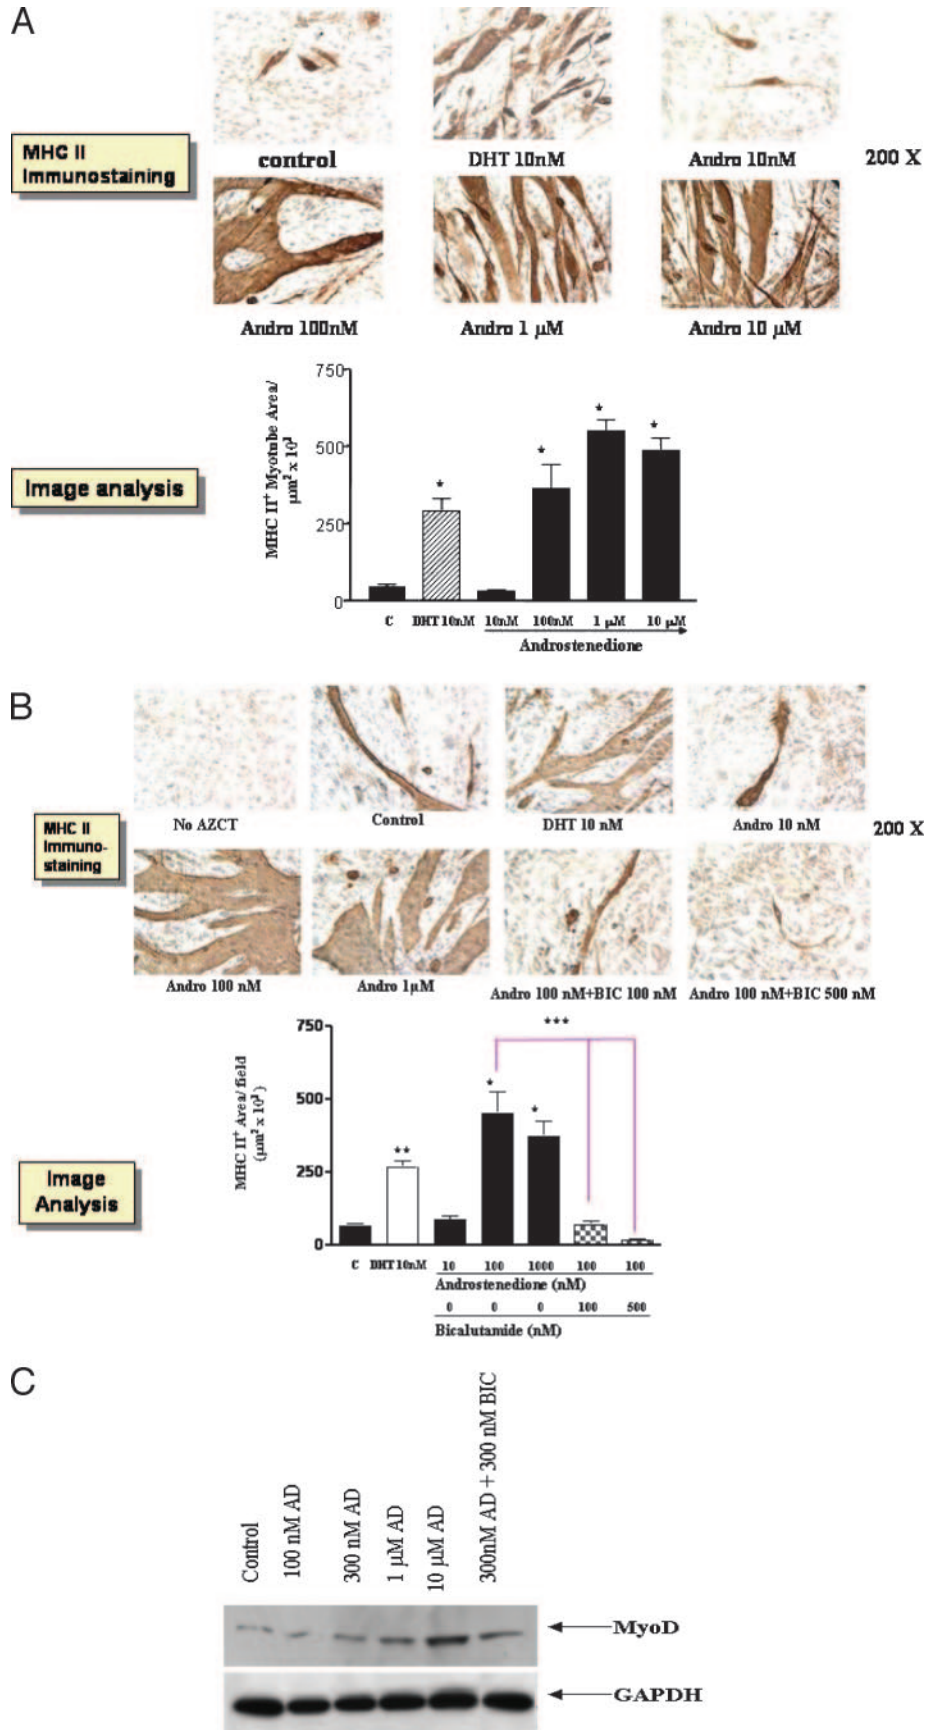 A
MHC II
Immunostaining
control
DHT 10nM
Andro 10nM
200 X
Andro 100nM
Andro 1 µM
Andro 10 µM
Image analysis
MHC II⁺ Myotube Area/
µm² x 10³
750
500
250
0
*
*
*
*
C
DHT 10nM
10nM
100nM
1 µM
10 µM
Androstenedione
B
MHC II
Immuno-
staining
No AZCT
Control
DHT 10 nM
Andro 10 nM
200 X
Andro 100 nM
Andro 1µM
Andro 100 nM+BIC 100 nM
Andro 100 nM+BIC 500 nM
Image
Analysis
MHC II⁺ Area/field
(µm² x 10³)
750
500
250
0
**
*
*
***
C
DHT 10nM
10
100
1000
100
100
Androstenedione (nM)
0
0
0
100
500
Bicalutamide (nM)
C
Control
100 nM AD
300 nM AD
1 µM AD
10 µM AD
300nM AD + 300 nM BIC
MyoD
GAPDH